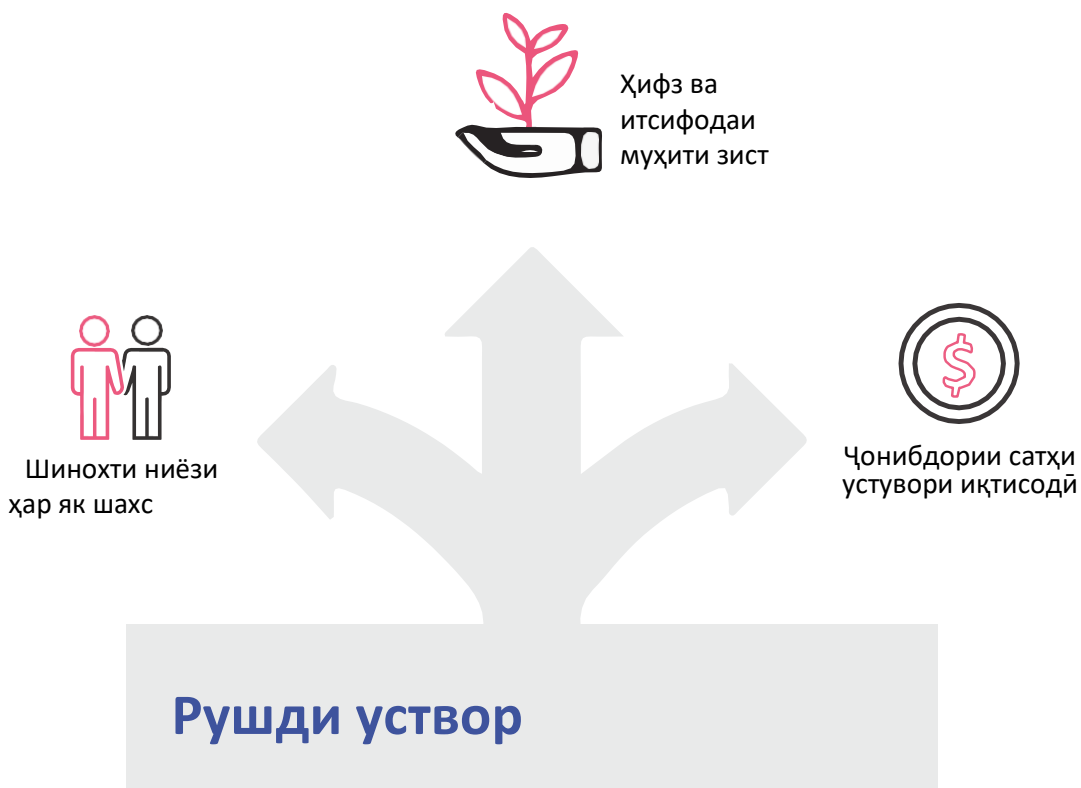 Ҳифз ва
итсифодаи
муҳити зист
Шинохти ниёзи
ҳар як шахс
Ҷонибдории сатҳи
устувори иқтисодӣ
Рушди уствор